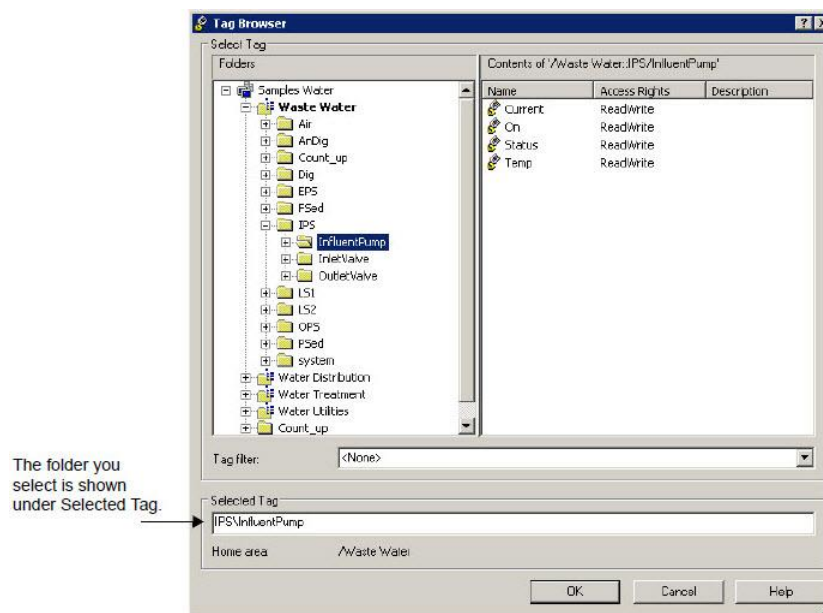 Tag Browser
Select Tag
Folders
Contents of '/Waste Water::IPS/InfluentPump'
Samples Water
Waste Water
Air
AnDig
Count_up
Dig
EPS
FSed
IPS
InfluentPump
InletValve
OutletValve
LS1
LS2
OPS
PSed
system
Water Distribution
Water Treatment
Water Utilities
Count_up
Name Access Rights Description
Current ReadWrite
On ReadWrite
Status ReadWrite
Temp ReadWrite
Tag filter: <None>
The folder you
select is shown
under Selected Tag.
Selected Tag
IPS\InfluentPump
Home area /Waste Water
OK Cancel Help